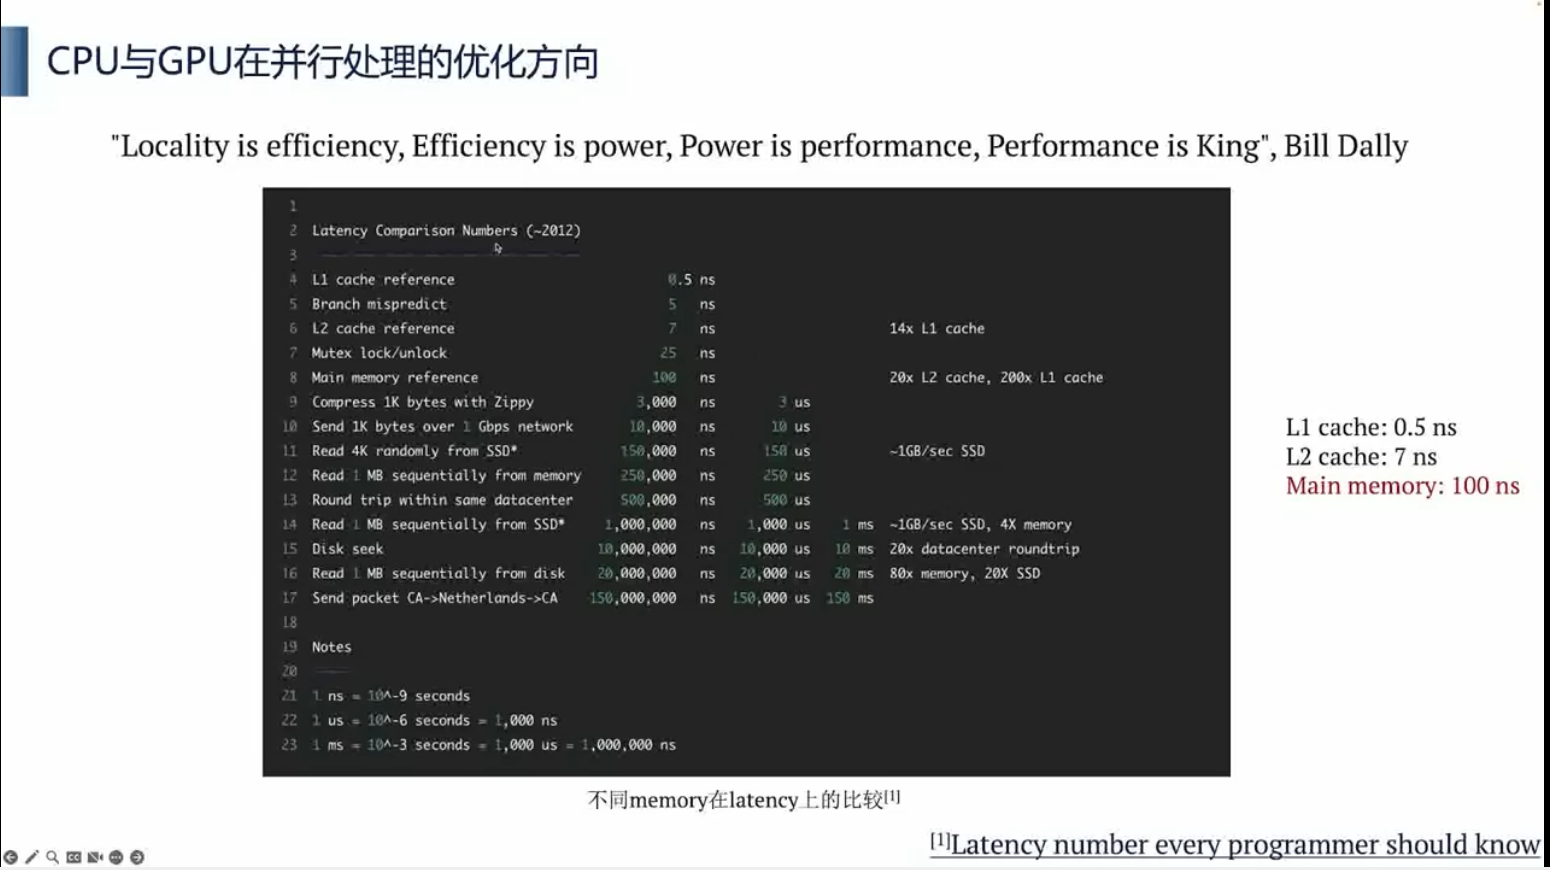 CPU与GPU在并行处理的优化方向
"Locality is efficiency, Efficiency is power, Power is performance, Performance is King", Bill Dally
1
2 Latency Comparison Numbers (~2012)
3
4 L1 cache reference 0.5 ns
5 Branch mispredict 5 ns
6 L2 cache reference 7 ns 14x L1 cache
7 Mutex lock/unlock 25 ns
8 Main memory reference 100 ns 20x L2 cache, 200x L1 cache
9 Compress 1K bytes with Zippy 3,000 ns 3 us
10 Send 1K bytes over 1 Gbps network 10,000 ns 10 us
11 Read 4K randomly from SSD* 150,000 ns 150 us ~1GB/sec SSD
12 Read 1 MB sequentially from memory 250,000 ns 250 us
13 Round trip within same datacenter 500,000 ns 500 us
14 Read 1 MB sequentially from SSD* 1,000,000 ns 1,000 us 1 ms ~1GB/sec SSD, 4X memory
15 Disk seek 10,000,000 ns 10,000 us 10 ms 20x datacenter roundtrip
16 Read 1 MB sequentially from disk 20,000,000 ns 20,000 us 20 ms 80x memory, 20X SSD
17 Send packet CA->Netherlands->CA 150,000,000 ns 150,000 us 150 ms
18
19 Notes
20 -----
21 1 ns = 10^-9 seconds
22 1 us = 10^-6 seconds = 1,000 ns
23 1 ms = 10^-3 seconds = 1,000 us = 1,000,000 ns
L1 cache: 0.5 ns
L2 cache: 7 ns
Main memory: 100 ns
不同memory在latency上的比较[1]
[1]Latency number every programmer should know